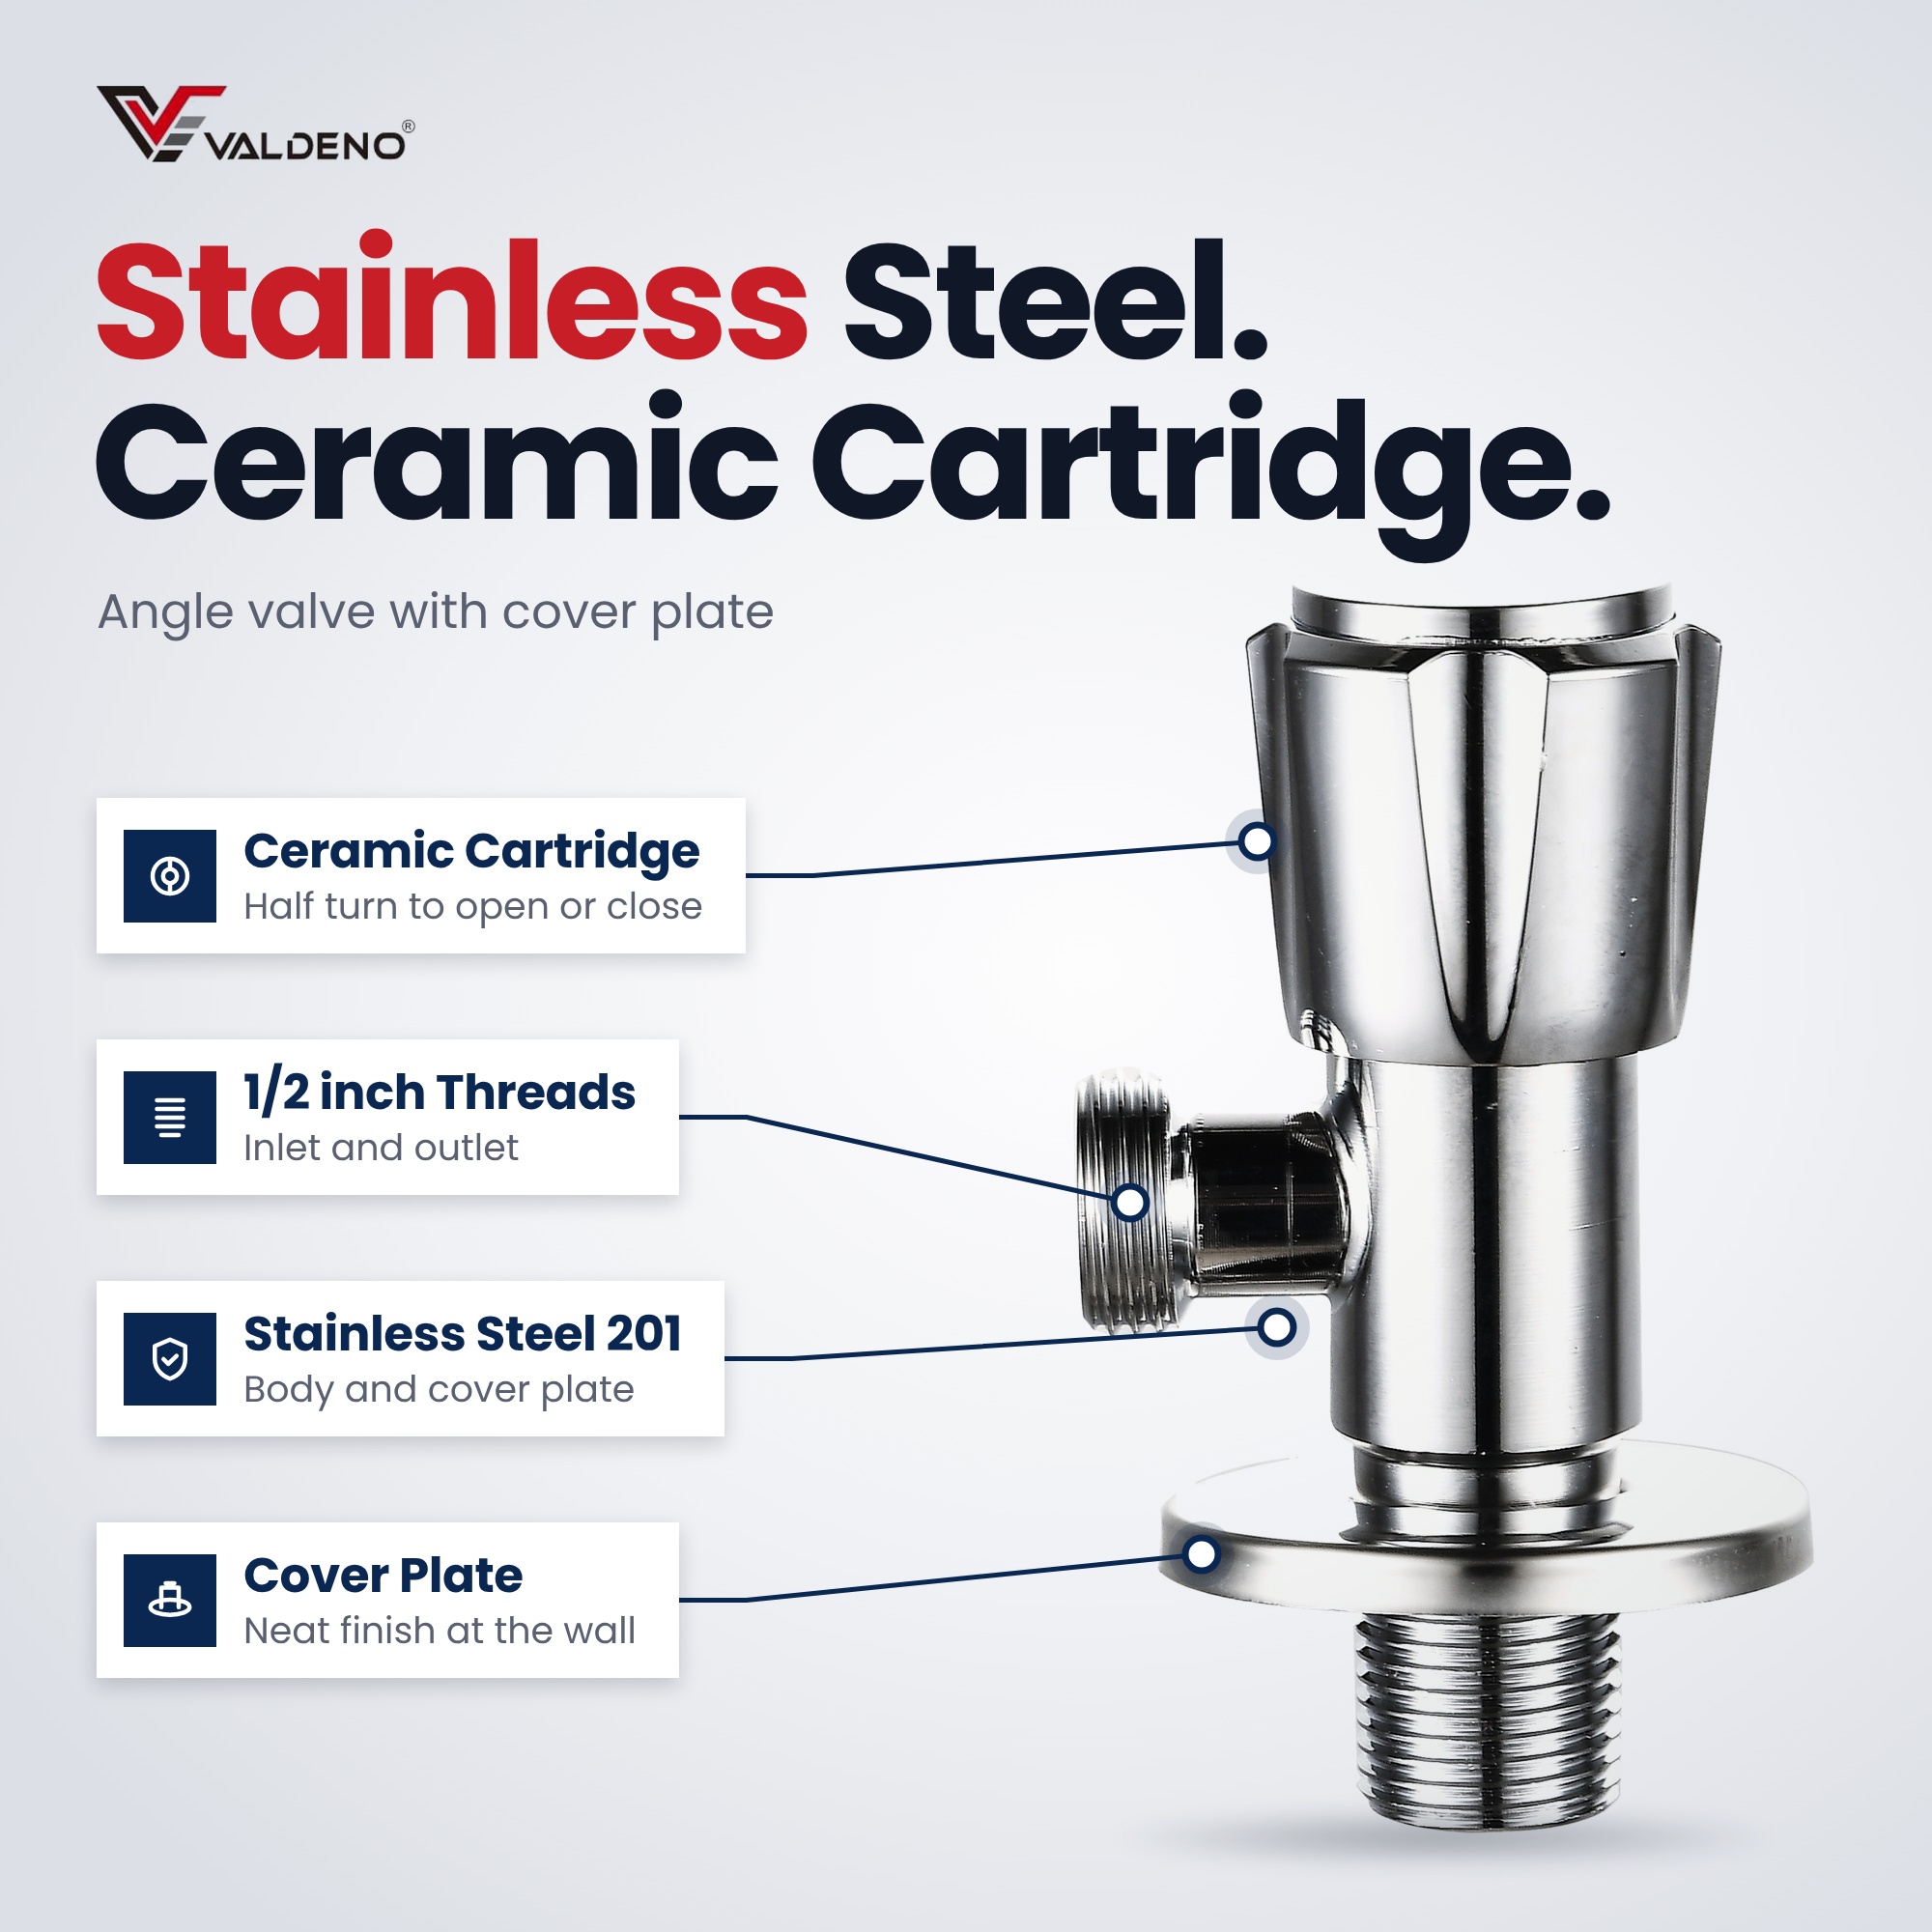 VALDENO®
Stainless Steel.
Ceramic Cartridge.
Angle valve with cover plate
Ceramic Cartridge
Half turn to open or close
1/2 inch Threads
Inlet and outlet
Stainless Steel 201
Body and cover plate
Cover Plate
Neat finish at the wall